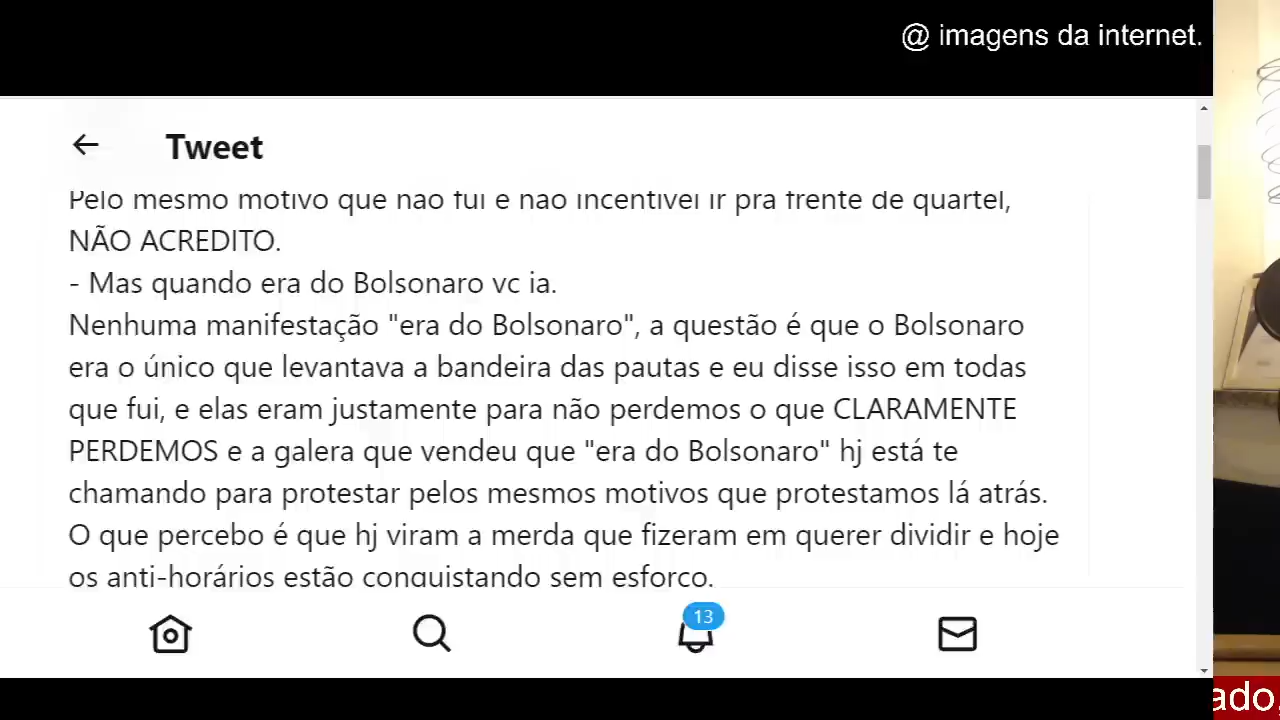 @ imagens da internet.
Tweet
Pelo mesmo motivo que não fui e não incentivei ir pra frente de quartel,
NÃO ACREDITO.
- Mas quando era do Bolsonaro vc ia.
Nenhuma manifestação "era do Bolsonaro", a questão é que o Bolsonaro
era o único que levantava a bandeira das pautas e eu disse isso em todas
que fui, e elas eram justamente para não perdemos o que CLARAMENTE
PERDEMOS e a galera que vendeu que "era do Bolsonaro" hj está te
chamando para protestar pelos mesmos motivos que protestamos lá atrás.
O que percebo é que hj viram a merda que fizeram em querer dividir e hoje
os anti-horários estão conquistando sem esforço.
13
ado,